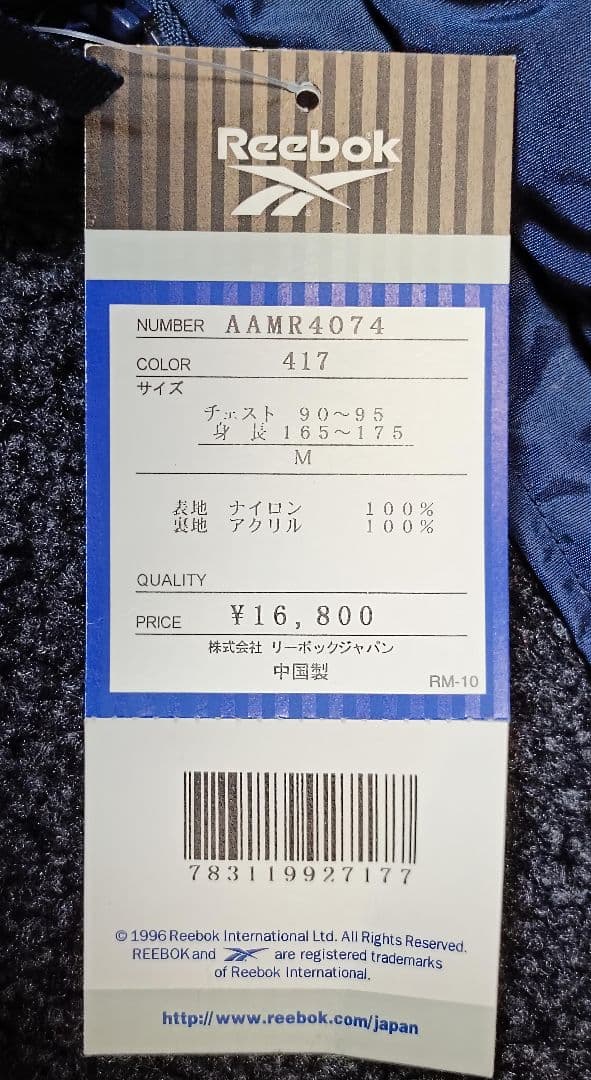 Reebok
NUMBER AAMR4074
COLOR 417
サイズ
チェスト 90～95
身 長 165～175
M
表地 ナイロン 100%
裏地 アクリル 100%
QUALITY
PRICE ¥16,800
株式会社 リーボックジャパン
中国製
RM-10
783119927177
© 1996 Reebok International Ltd. All Rights Reserved.
REEBOK and are registered trademarks
of Reebok International.
http://www.reebok.com/japan